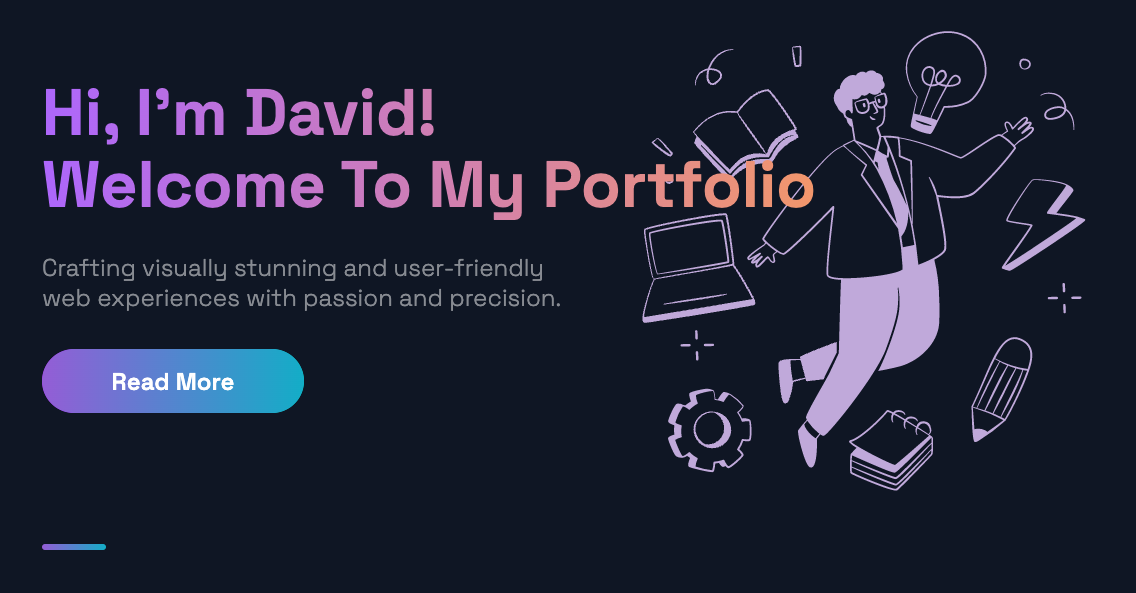 Hi, I’m David!
Welcome To My Portfolio
Crafting visually stunning and user-friendly
web experiences with passion and precision.
Read More